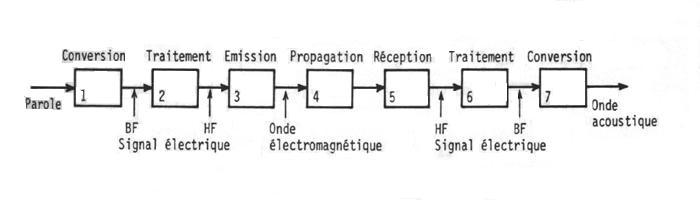 Conversion Traitement Emission Propagation Réception Traitement Conversion
1 2 3 4 5 6 7
Parole
BF HF Onde HF BF Onde
Signal électrique électromagnétique Signal électrique acoustique